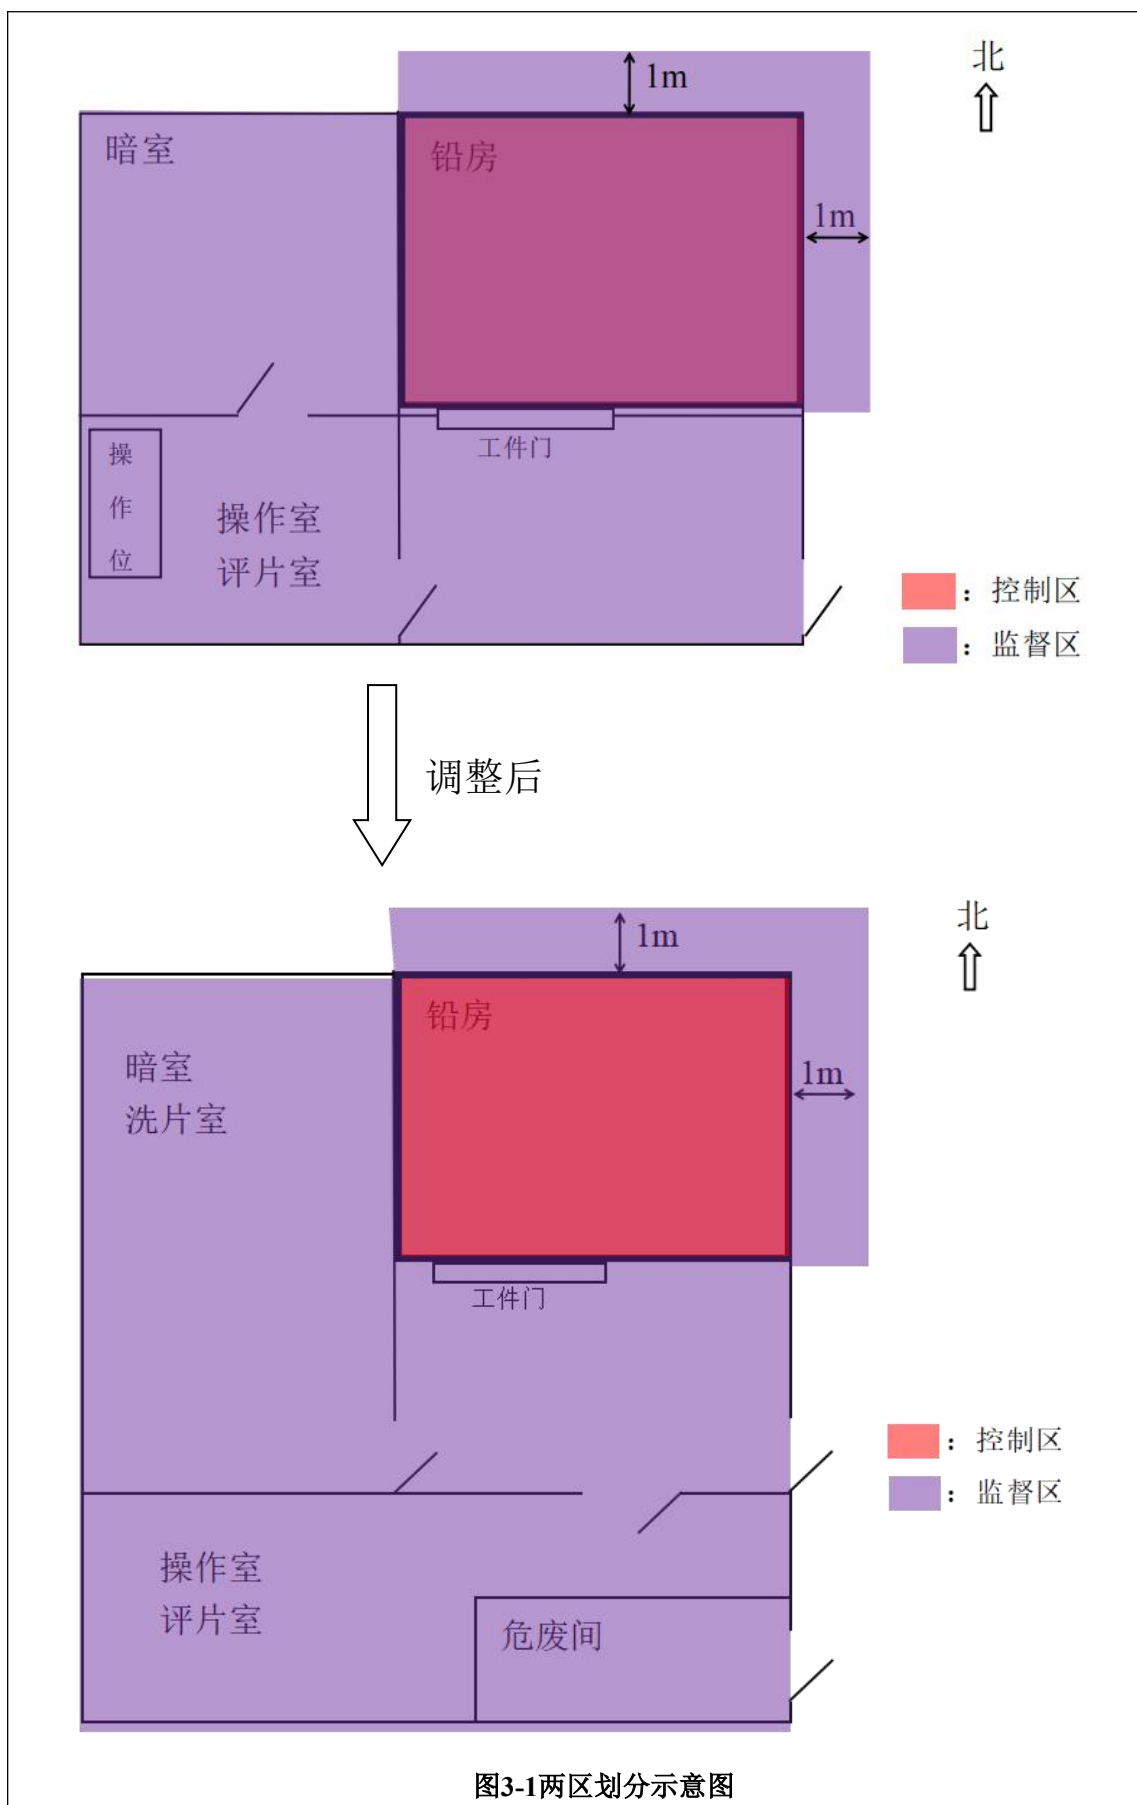 北
1m
暗室
铅房
1m
工件门
操
作
位
操作室
评片室
：控制区
：监督区
调整后
北
1m
铅房
暗室
洗片室
1m
工件门
：控制区
：监督区
操作室
评片室
危废间
图3-1两区划分示意图